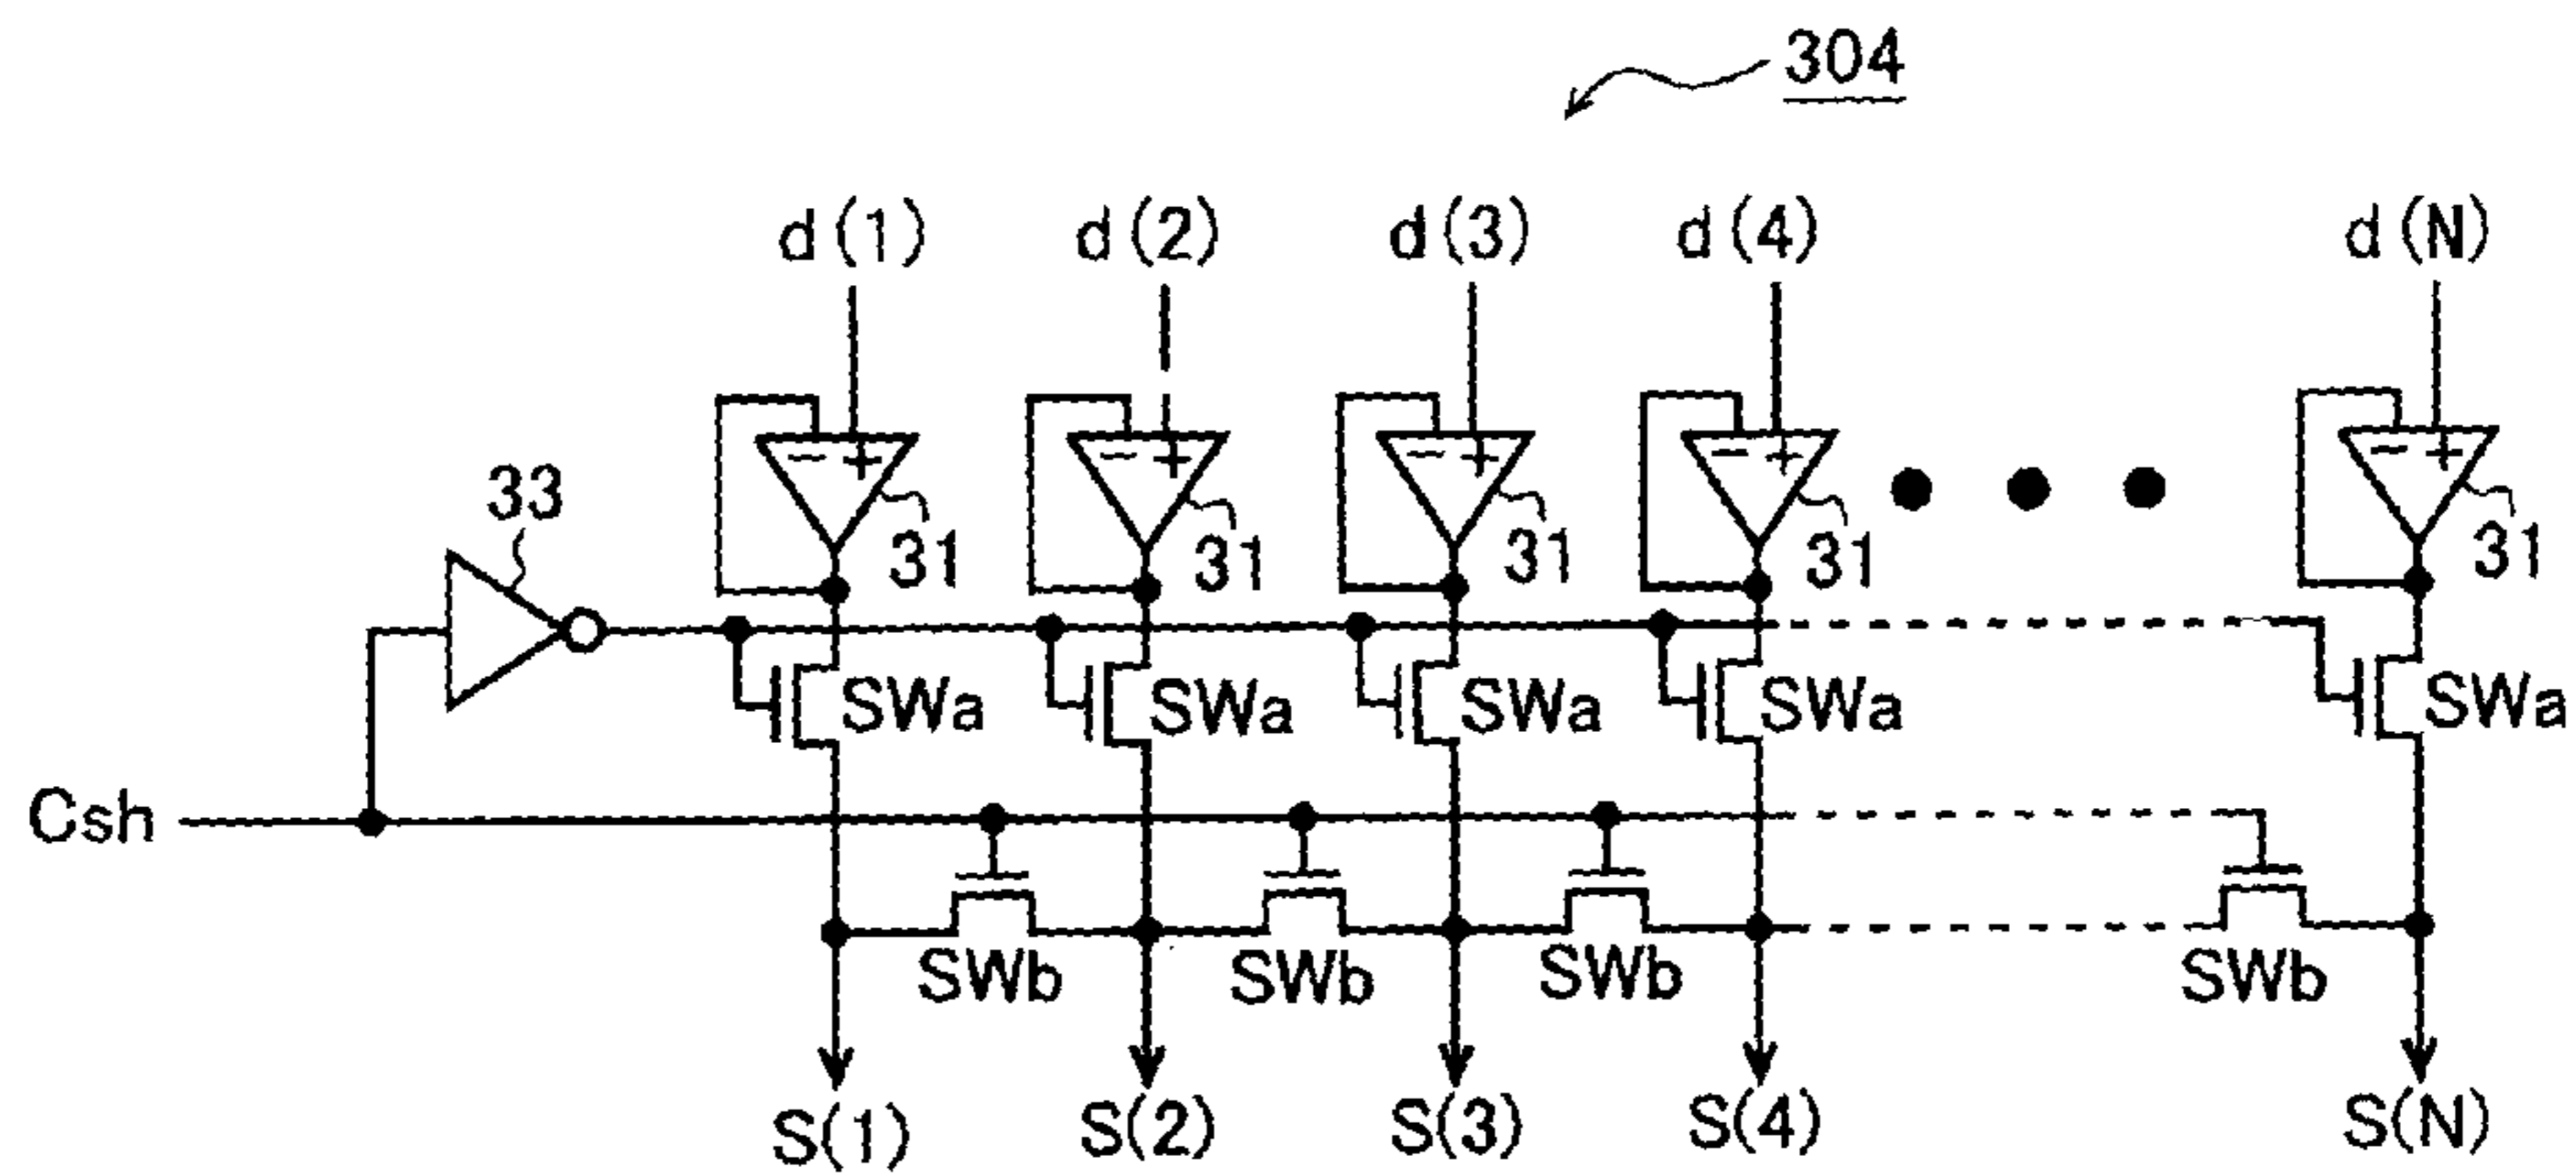 304
d(1) d(2) d(3) d(4) d(N)
- + - + - + - + - +
33 31 31 31 31 31
SWa SWa SWa SWa SWa
Csh
SWb SWb SWb SWb
S(1) S(2) S(3) S(4) S(N)